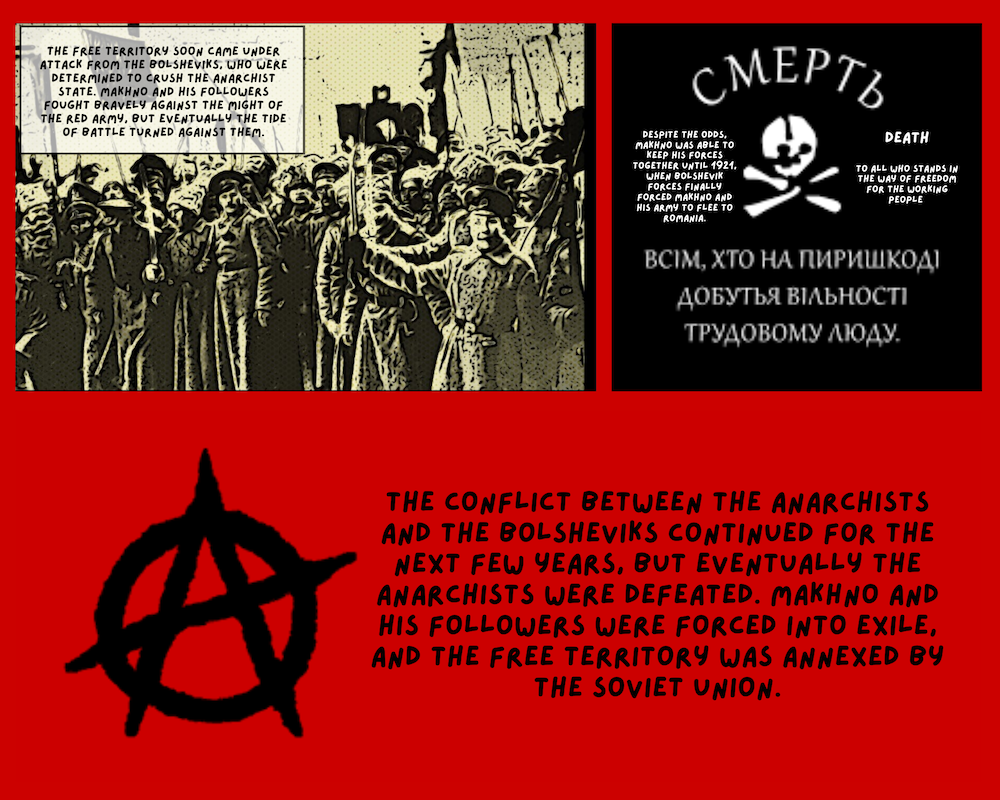 THE FREE TERRITORY SOON CAME UNDER
ATTACK FROM THE BOLSHEVIKS, WHO WERE
DETERMINED TO CRUSH THE ANARCHIST
STATE. MAKHNO AND HIS FOLLOWERS
FOUGHT BRAVELY AGAINST THE MIGHT OF
THE RED ARMY, BUT EVENTUALLY THE TIDE
OF BATTLE TURNED AGAINST THEM.
СМЕРТЬ
DESPITE THE ODDS,
MAKHNO WAS ABLE TO
KEEP HIS FORCES
TOGETHER UNTIL 1921,
WHEN BOLSHEVIK
FORCES FINALLY
FORCED MAKHNO AND
HIS ARMY TO FLEE TO
ROMANIA.
DEATH
TO ALL WHO STANDS IN
THE WAY OF FREEDOM
FOR THE WORKING
PEOPLE
ВСІМ, ХТО НА ПИРИШКОДІ
ДОБУТЬЯ ВІЛЬНОСТІ
ТРУДОВОМУ ЛЮДУ.
THE CONFLICT BETWEEN THE ANARCHISTS
AND THE BOLSHEVIKS CONTINUED FOR THE
NEXT FEW YEARS, BUT EVENTUALLY THE
ANARCHISTS WERE DEFEATED. MAKHNO AND
HIS FOLLOWERS WERE FORCED INTO EXILE,
AND THE FREE TERRITORY WAS ANNEXED BY
THE SOVIET UNION.